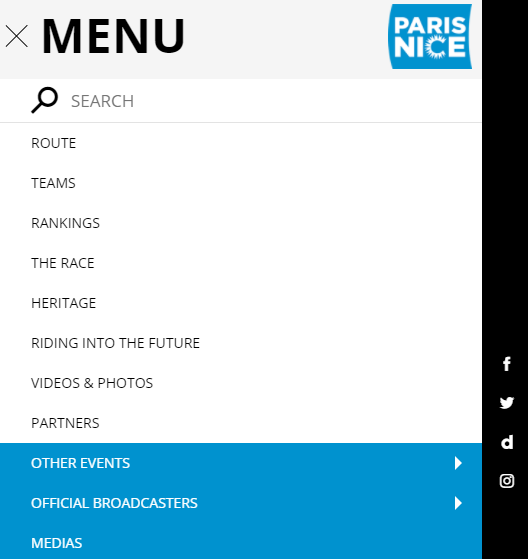 MENU
PARIS
NICE
SEARCH
ROUTE
TEAMS
RANKINGS
THE RACE
HERITAGE
RIDING INTO THE FUTURE
VIDEOS & PHOTOS
PARTNERS
OTHER EVENTS
OFFICIAL BROADCASTERS
MEDIAS